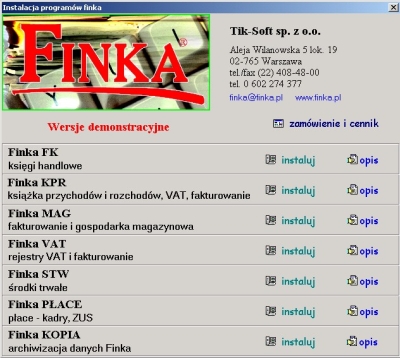 Instalacja programów finka
FINKA®
Tik-Soft sp. z o.o.
Aleja Wilanowska 5 lok. 19
02-765 Warszawa
tel./fax (22) 408-48-00
tel. 0 602 274 377
finka@finka.pl www.finka.pl
Wersje demonstracyjne
zamówienie i cennik
Finka FK
księgi handlowe
instaluj opis
Finka KPR
książka przychodów i rozchodów, VAT, fakturowanie
instaluj opis
Finka MAG
fakturowanie i gospodarka magazynowa
instaluj opis
Finka VAT
rejestry VAT i fakturowanie
instaluj opis
Finka STW
środki trwałe
instaluj opis
Finka PŁACE
płace - kadry, ZUS
instaluj opis
Finka KOPIA
archiwizacja danych Finka
instaluj opis